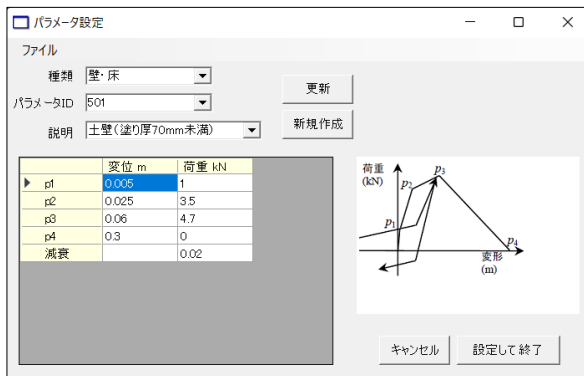 パラメータ設定
ファイル
種類 壁・床
更新
パラメータID 501
新規作成
説明 土壁(塗り厚70mm未満)
変位 m 荷重 kN
p1 0.005 1
p2 0.025 3.5
p3 0.06 4.7
p4 0.3 0
減衰 0.02
荷重
(kN)
p3
p2
p1
p4
変形
(m)
キャンセル 設定して終了